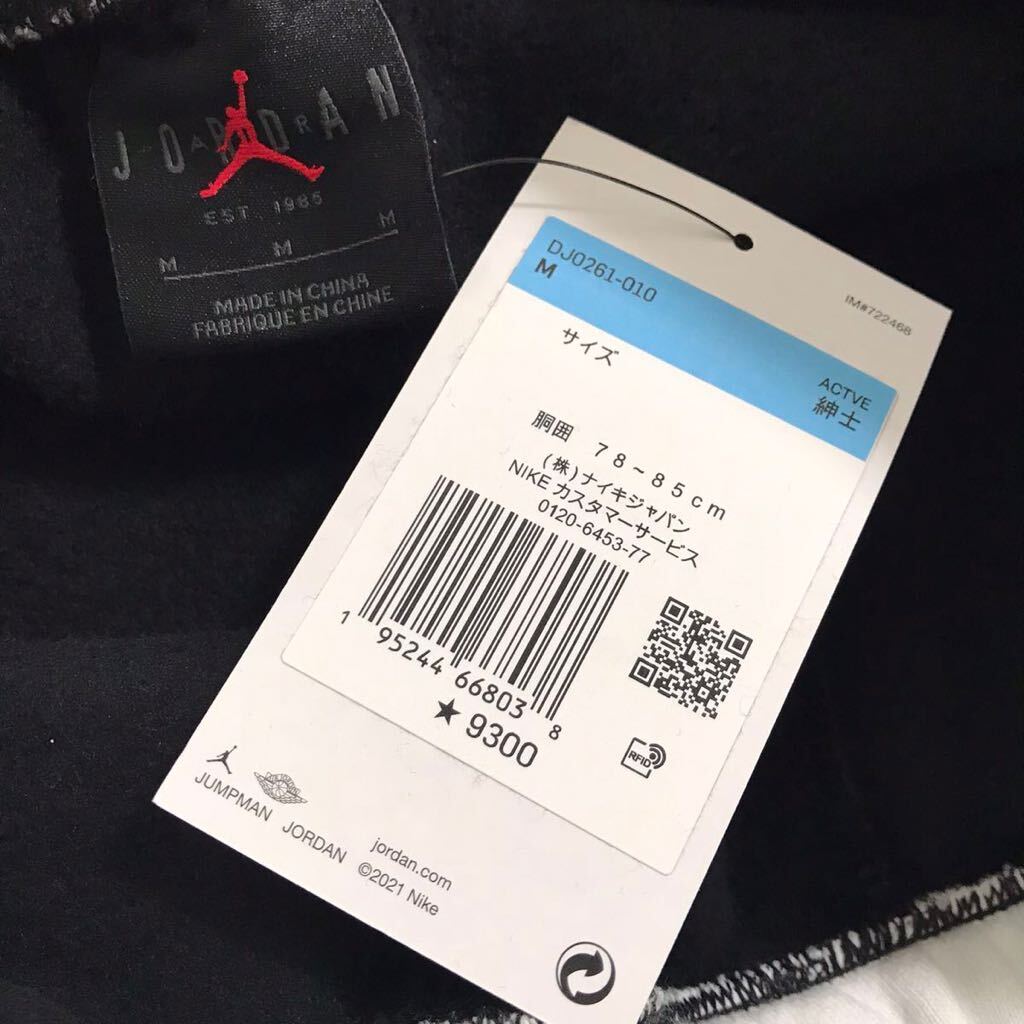 JORDAN
AIR
EST 1985
M M M
MADE IN CHINA
FABRIQUE EN CHINE
IM#722468
DJ0261-010
M
ACTVE
紳士
サイズ
胴囲 78~85cm
(株)ナイキジャパン
NIKE カスタマーサービス
0120-6453-77
1 95244 66803 8
★9300
RFID
JUMPMAN JORDAN
jordan.com
©2021 Nike